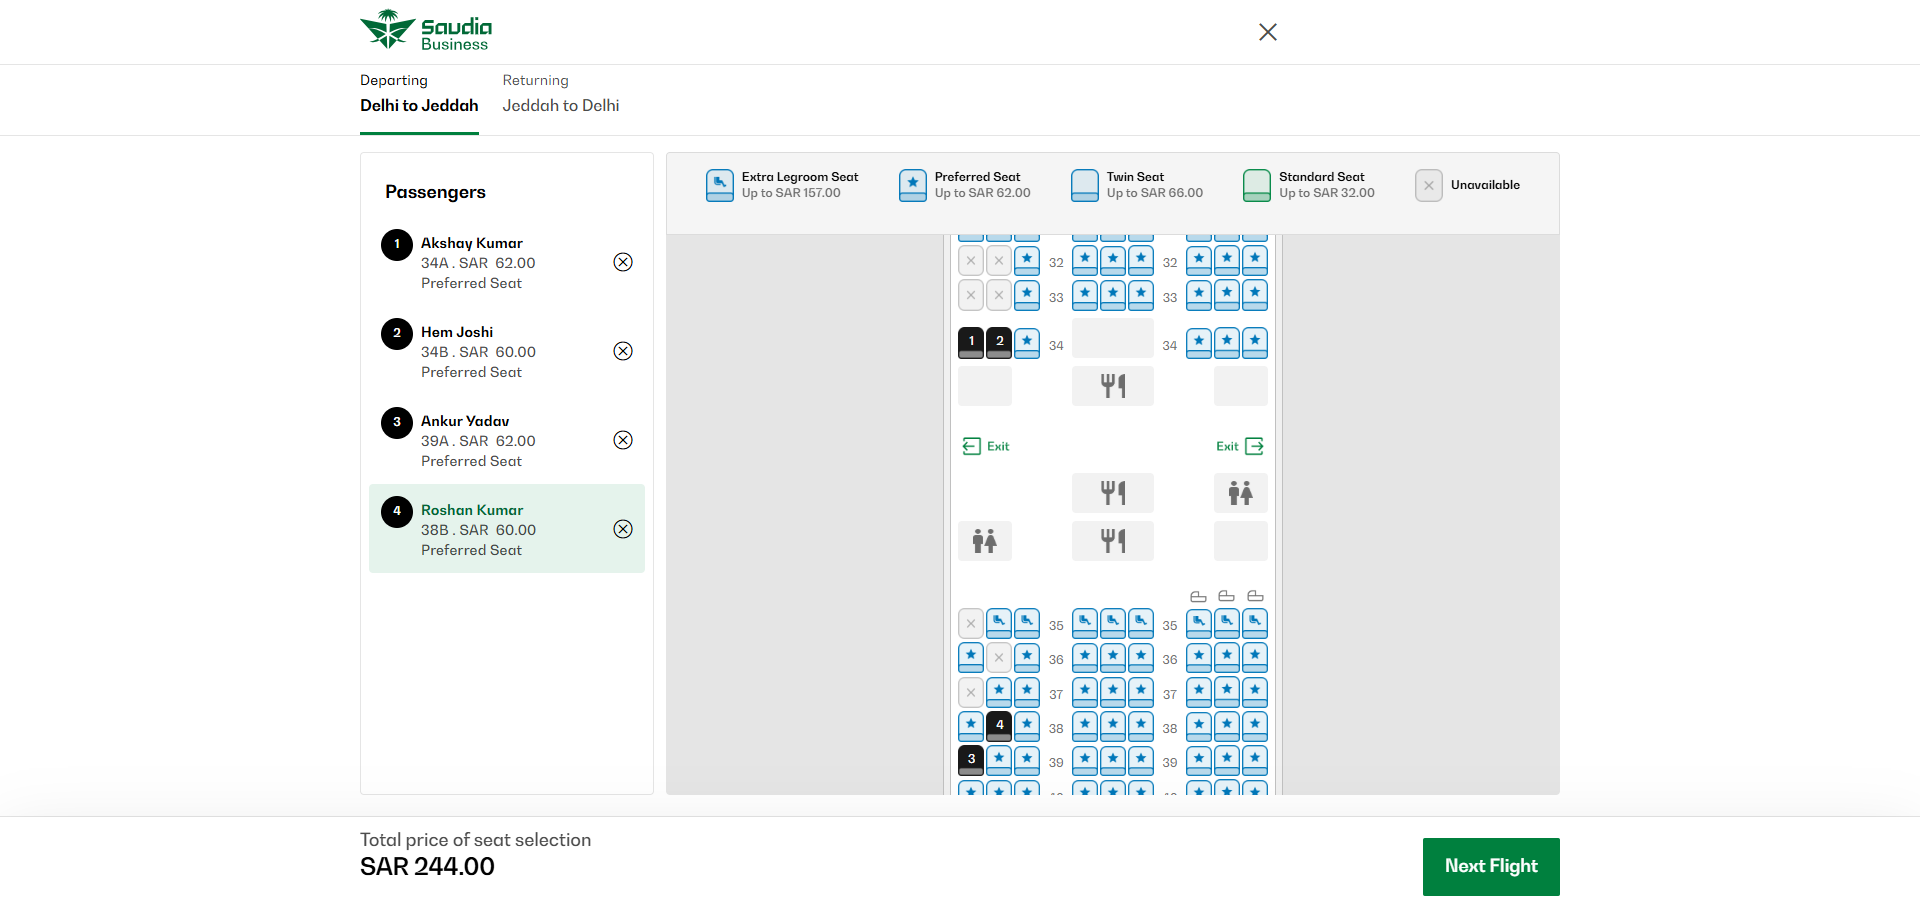 Saudia
Business
Departing
Delhi to Jeddah
Returning
Jeddah to Delhi
Passengers
1
Akshay Kumar
34A . SAR 62.00
Preferred Seat
2
Hem Joshi
34B . SAR 60.00
Preferred Seat
3
Ankur Yadav
39A . SAR 62.00
Preferred Seat
4
Roshan Kumar
38B . SAR 60.00
Preferred Seat
Extra Legroom Seat
Up to SAR 157.00
Preferred Seat
Up to SAR 62.00
Twin Seat
Up to SAR 66.00
Standard Seat
Up to SAR 32.00
Unavailable
32 32
33 33
1 2 34 34
Exit Exit
35 35
36 36
37 37
4 38 38
3 39 39
Total price of seat selection
SAR 244.00
Next Flight